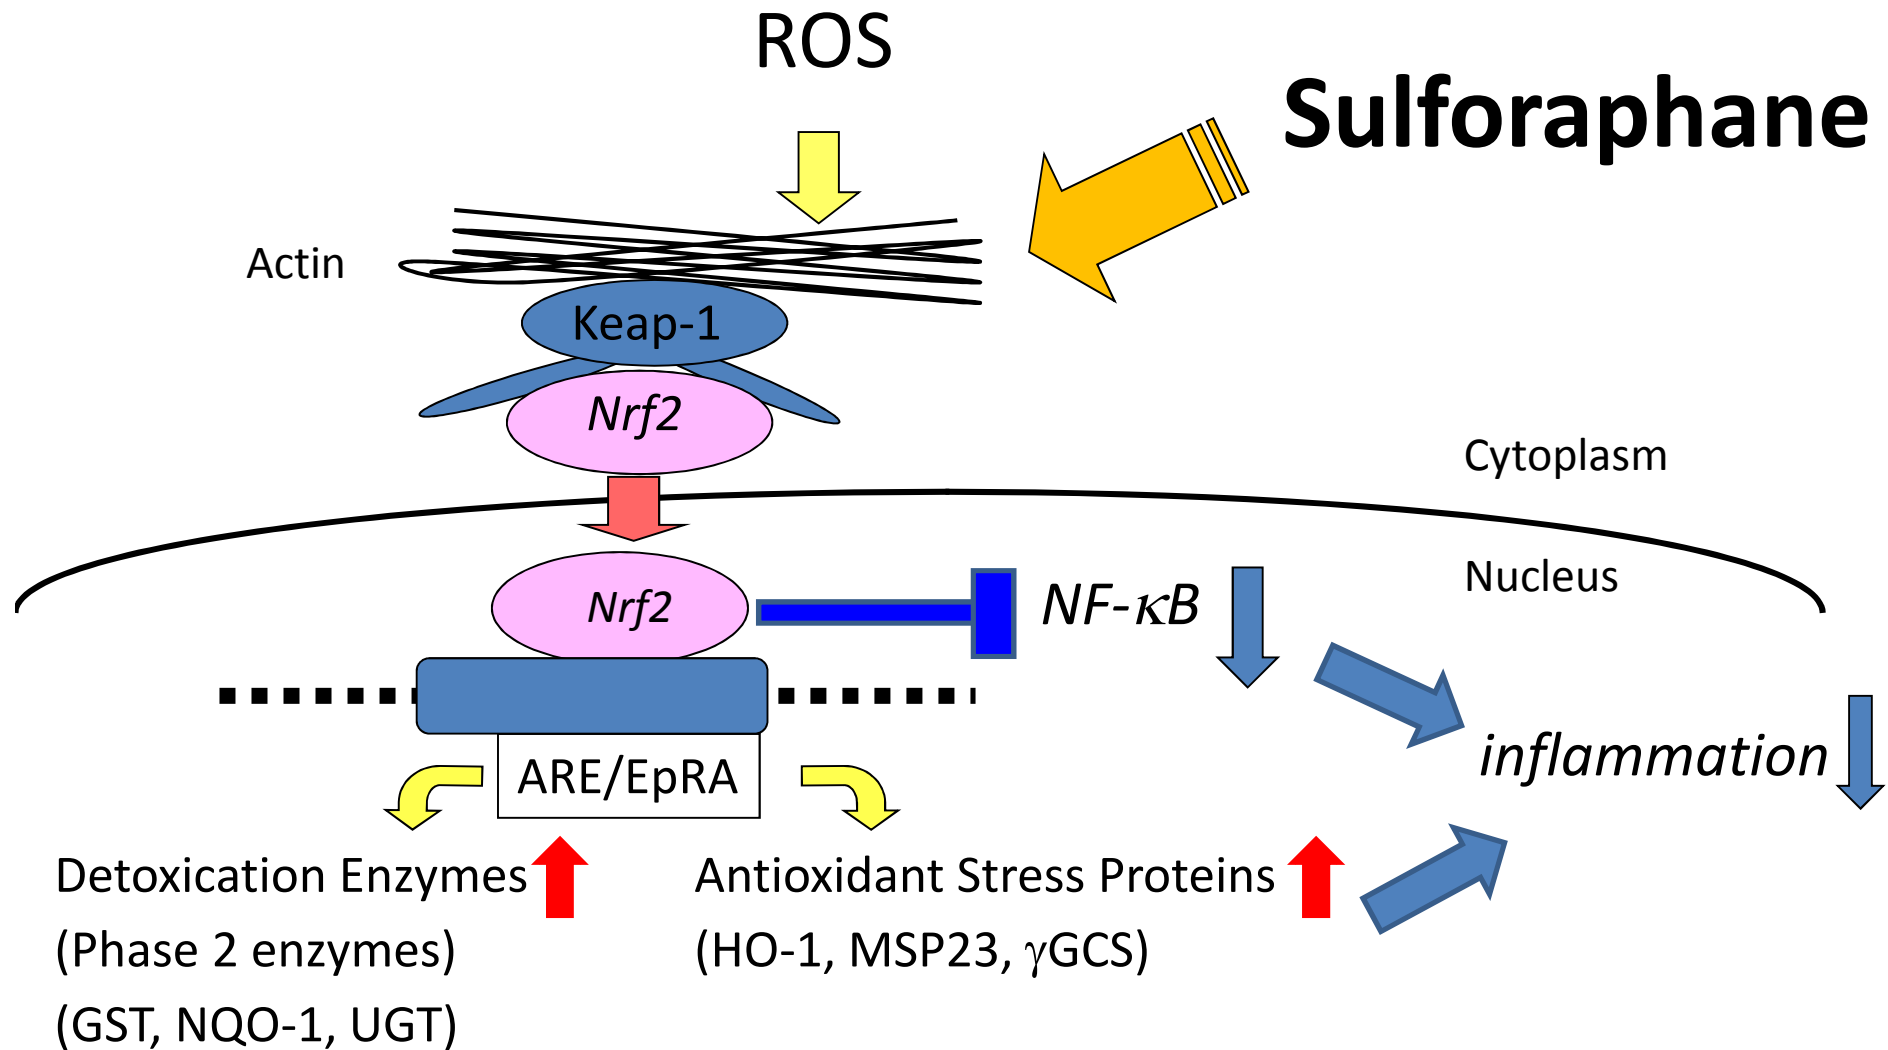 ROS
Sulforaphane
Actin
Keap-1
Nrf2
Cytoplasm
Nucleus
Nrf2
NF-κB
inflammation
ARE/EpRA
Detoxication Enzymes
(Phase 2 enzymes)
(GST, NQO-1, UGT)
Antioxidant Stress Proteins
(HO-1, MSP23, γGCS)